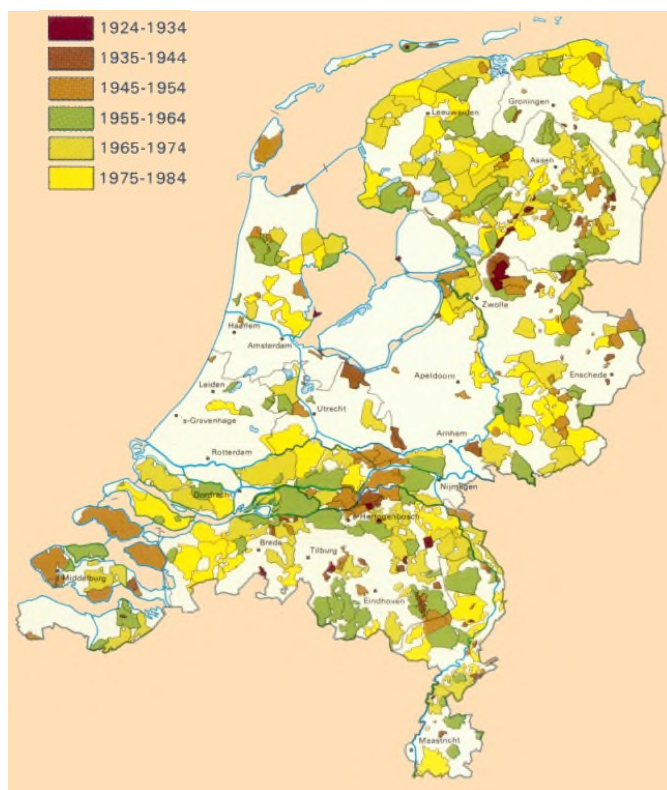 1924-1934
1935-1944
1945-1954
1955-1964
1965-1974
1975-1984
Groningen
Leeuwarden
Assen
Zwolle
Haarlem
Amsterdam
Enschede
Apeldoorn
Leiden
Utrecht
s-Gravenhage
Arnhem
Rotterdam
Nijmegen
Dordrecht
Hertogenbosch
Breda
Tilburg
Middelburg
Eindhoven
Maastricht